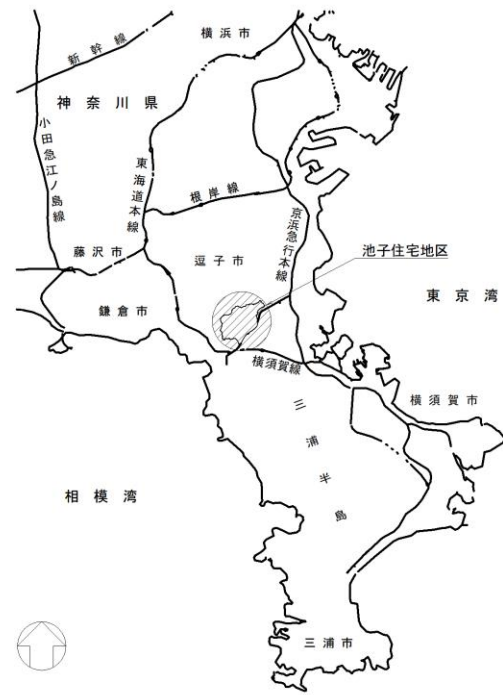 横浜市
新幹線
神奈川県
小田急江ノ島線
東海道本線
根岸線
京浜急行本線
藤沢市
逗子市
池子住宅地区
鎌倉市
東京湾
横須賀線
横須賀市
三浦半島
相模湾
三浦市